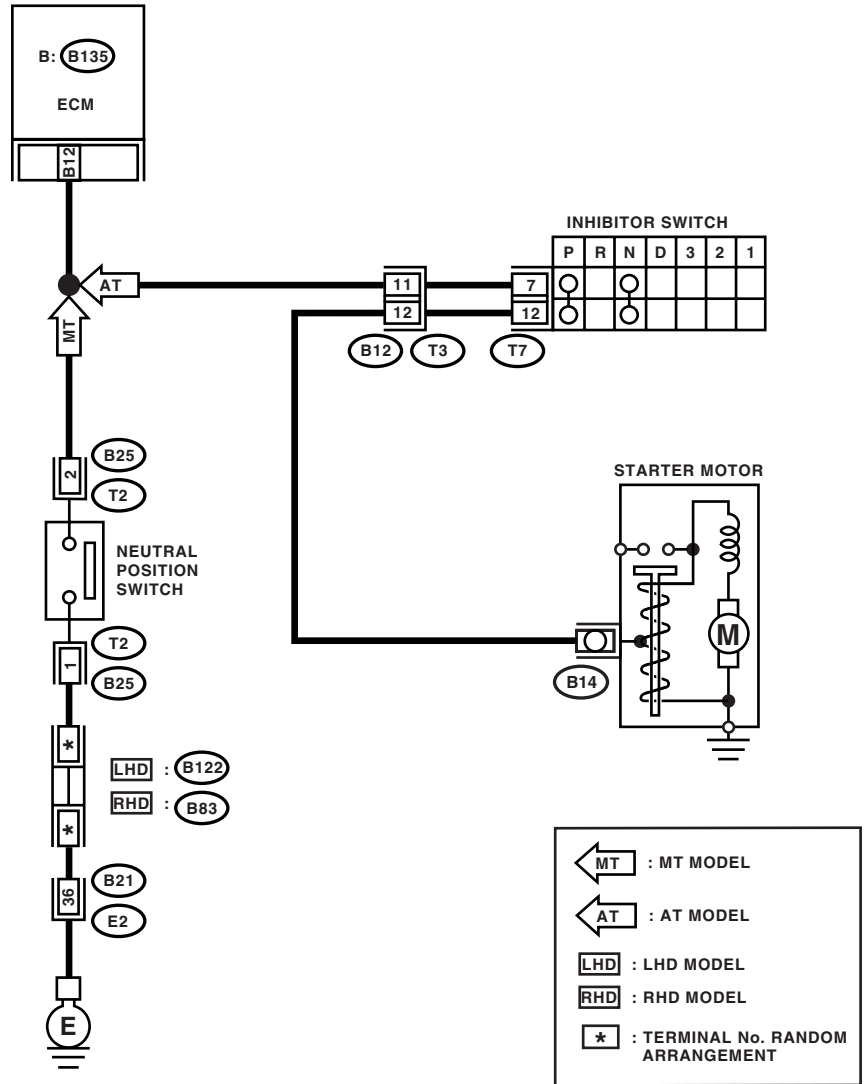 B: B135
ECM
B12
INHIBITOR SWITCH
P R N D 3 2 1
AT
11 7
12 12
MT
B12 T3 T7
2
B25
T2
STARTER MOTOR
NEUTRAL
POSITION
SWITCH
M
T2
1
B25
B14
*
LHD : B122
RHD : B83
*
B21
36
E2
E
MT : MT MODEL
AT : AT MODEL
LHD : LHD MODEL
RHD : RHD MODEL
* : TERMINAL No. RANDOM
ARRANGEMENT